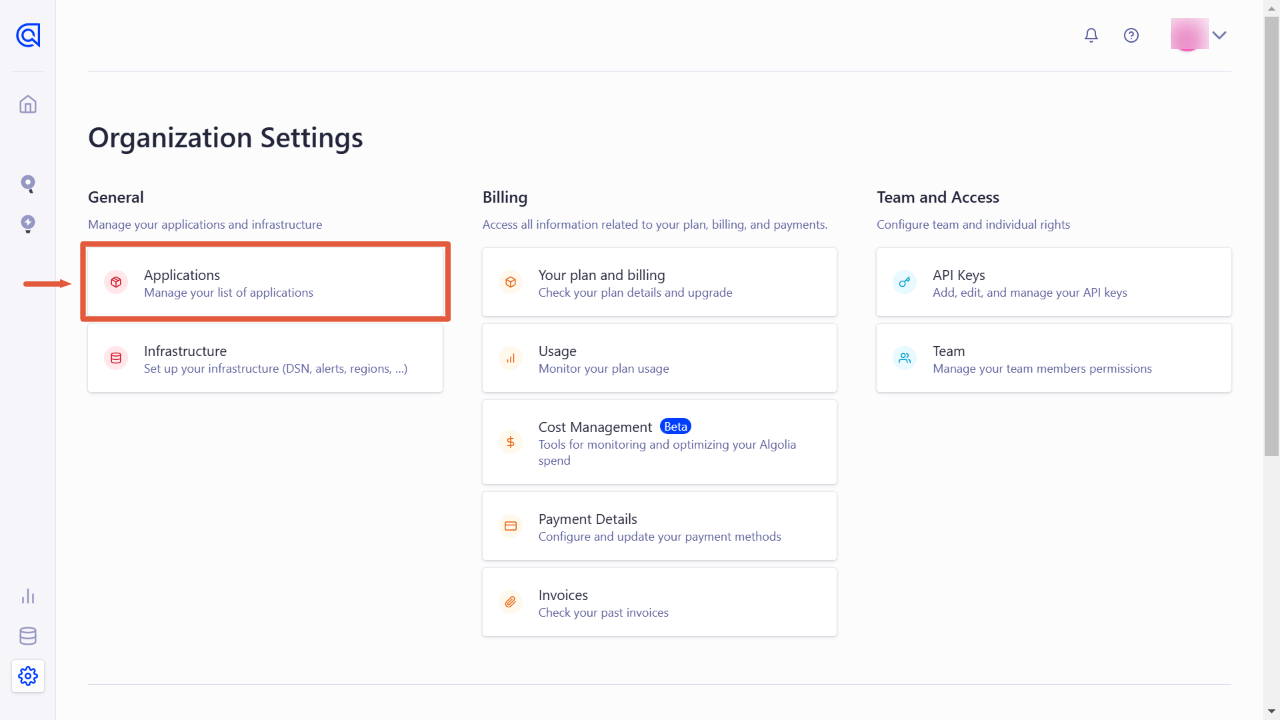 Organization Settings
General
Manage your applications and infrastructure
Applications
Manage your list of applications
Infrastructure
Set up your infrastructure (DSN, alerts, regions, ...)
Billing
Access all information related to your plan, billing, and payments.
Your plan and billing
Check your plan details and upgrade
Usage
Monitor your plan usage
Cost Management Beta
Tools for monitoring and optimizing your Algolia
spend
Payment Details
Configure and update your payment methods
Invoices
Check your past invoices
Team and Access
Configure team and individual rights
API Keys
Add, edit, and manage your API keys
Team
Manage your team members permissions